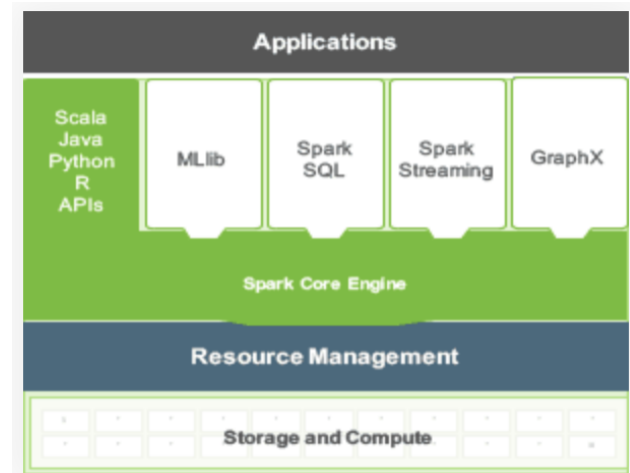 Applications
Scala
Java
Python
R
APIs
MLlib
Spark
SQL
Spark
Streaming
GraphX
Spark Core Engine
Resource Management
Storage and Compute